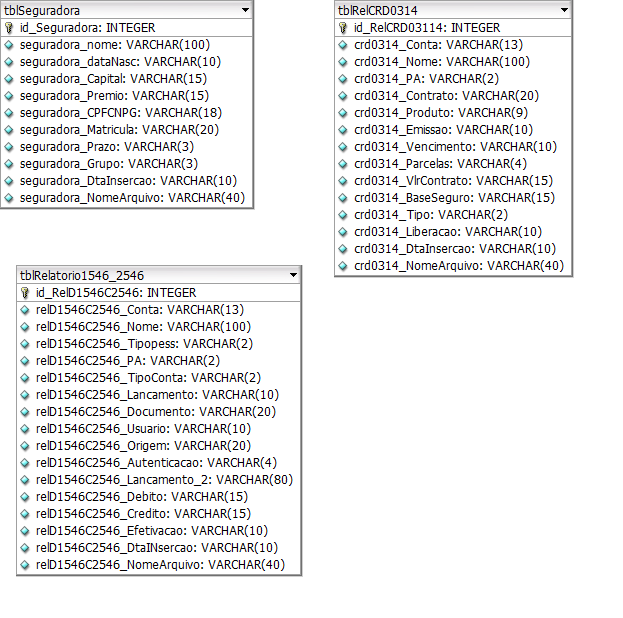 tblSeguradora
id_Seguradora: INTEGER
seguradora_nome: VARCHAR(100)
seguradora_dataNasc: VARCHAR(10)
seguradora_Capital: VARCHAR(15)
seguradora_Premio: VARCHAR(15)
seguradora_CPFCNPG: VARCHAR(18)
seguradora_Matricula: VARCHAR(20)
seguradora_Prazo: VARCHAR(3)
seguradora_Grupo: VARCHAR(3)
seguradora_DtaInsercao: VARCHAR(10)
seguradora_NomeArquivo: VARCHAR(40)
tblRelCRD0314
id_RelCRD03114: INTEGER
crd0314_Conta: VARCHAR(13)
crd0314_Nome: VARCHAR(100)
crd0314_PA: VARCHAR(2)
crd0314_Contrato: VARCHAR(20)
crd0314_Produto: VARCHAR(9)
crd0314_Emissao: VARCHAR(10)
crd0314_Vencimento: VARCHAR(10)
crd0314_Parcelas: VARCHAR(4)
crd0314_VlrContrato: VARCHAR(15)
crd0314_BaseSeguro: VARCHAR(15)
crd0314_Tipo: VARCHAR(2)
crd0314_Liberacao: VARCHAR(10)
crd0314_DtaInsercao: VARCHAR(10)
crd0314_NomeArquivo: VARCHAR(40)
tblRelatorio1546_2546
id_RelD1546C2546: INTEGER
relD1546C2546_Conta: VARCHAR(13)
relD1546C2546_Nome: VARCHAR(100)
relD1546C2546_Tipopess: VARCHAR(2)
relD1546C2546_PA: VARCHAR(2)
relD1546C2546_TipoConta: VARCHAR(2)
relD1546C2546_Lancamento: VARCHAR(10)
relD1546C2546_Documento: VARCHAR(20)
relD1546C2546_Usuario: VARCHAR(10)
relD1546C2546_Origem: VARCHAR(20)
relD1546C2546_Autenticacao: VARCHAR(4)
relD1546C2546_Lancamento_2: VARCHAR(80)
relD1546C2546_Debito: VARCHAR(15)
relD1546C2546_Credito: VARCHAR(15)
relD1546C2546_Efetivacao: VARCHAR(10)
relD1546C2546_DtaINsercao: VARCHAR(10)
relD1546C2546_NomeArquivo: VARCHAR(40)